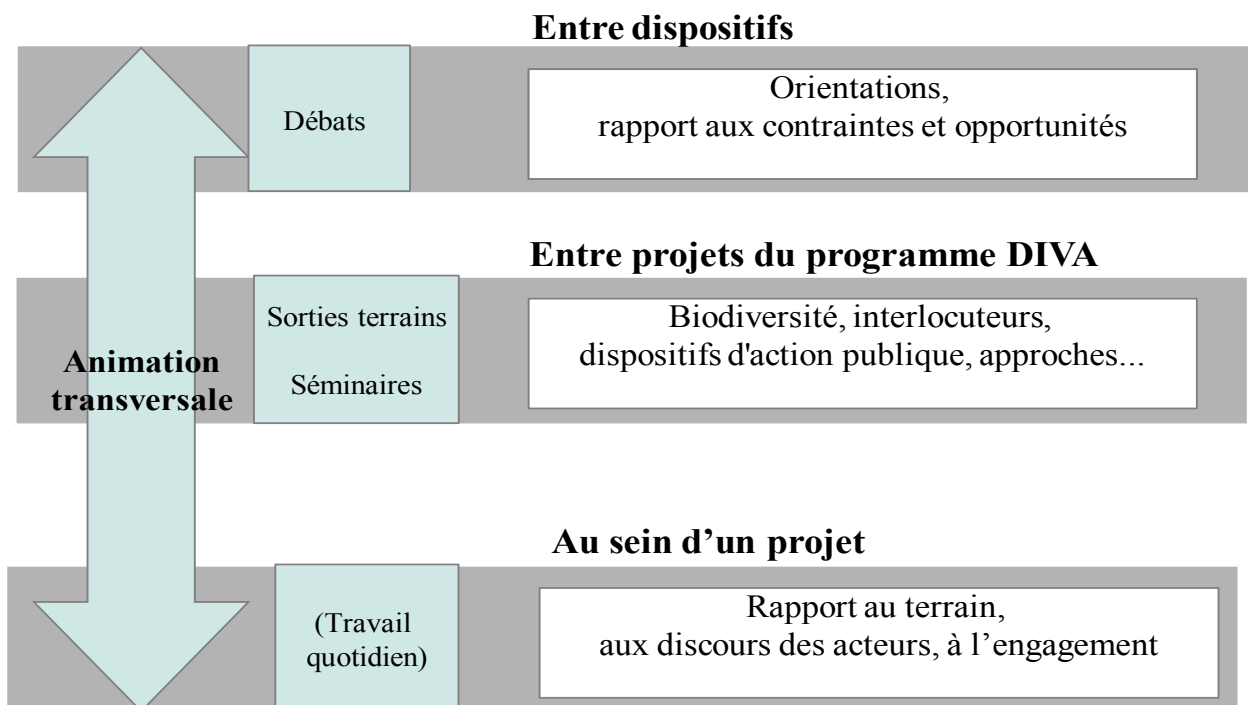 Entre dispositifs
Débats
Orientations,
rapport aux contraintes et opportunités
Entre projets du programme DIVA
Animation
transversale
Sorties terrains
Séminaires
Biodiversité, interlocuteurs,
dispositifs d'action publique, approches...
Au sein d’un projet
(Travail
quotidien)
Rapport au terrain,
aux discours des acteurs, à l’engagement